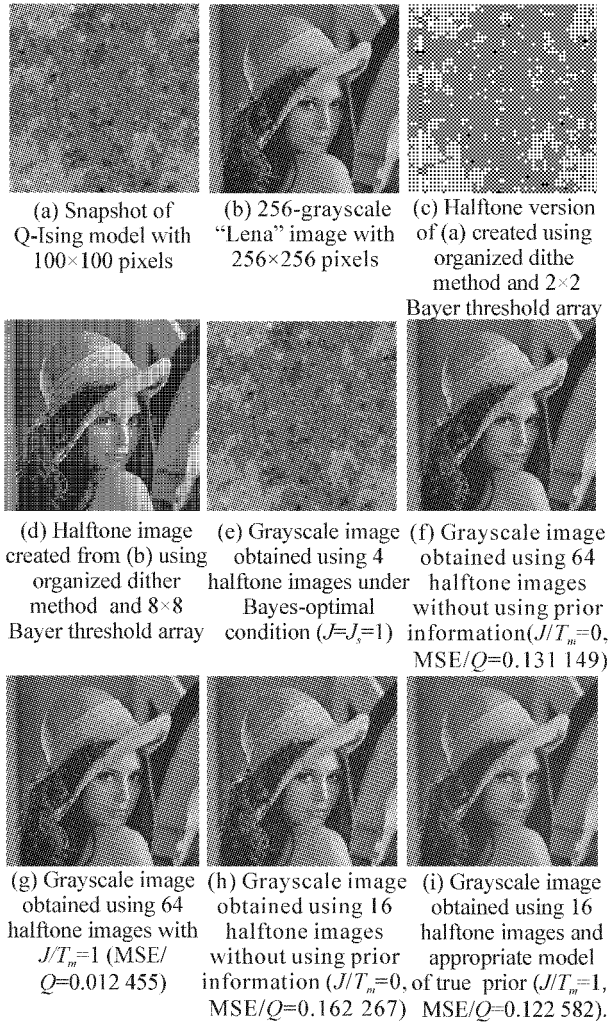 (a) Snapshot of
Q-Ising model with
100×100 pixels
(b) 256-grayscale
“Lena” image with
256×256 pixels
(c) Halftone version
of (a) created using
organized dithe
method and 2×2
Bayer threshold array
(d) Halftone image
created from (b) using
organized dither
method and 8×8
Bayer threshold array
(e) Grayscale image
obtained using 4
halftone images under
Bayes-optimal
condition (J=Js=1)
(f) Grayscale image
obtained using 64
halftone images
without using prior
information(J/Tm=0,
MSE/Q=0.131 149)
(g) Grayscale image
obtained using 64
halftone images with
J/Tm=1 (MSE/
Q=0.012 455)
(h) Grayscale image
obtained using 16
halftone images
without using prior
information (J/Tm=0,
MSE/Q=0.162 267)
(i) Grayscale image
obtained using 16
halftone images and
appropriate model
of true prior (J/Tm=1,
MSE/Q=0.122 582).